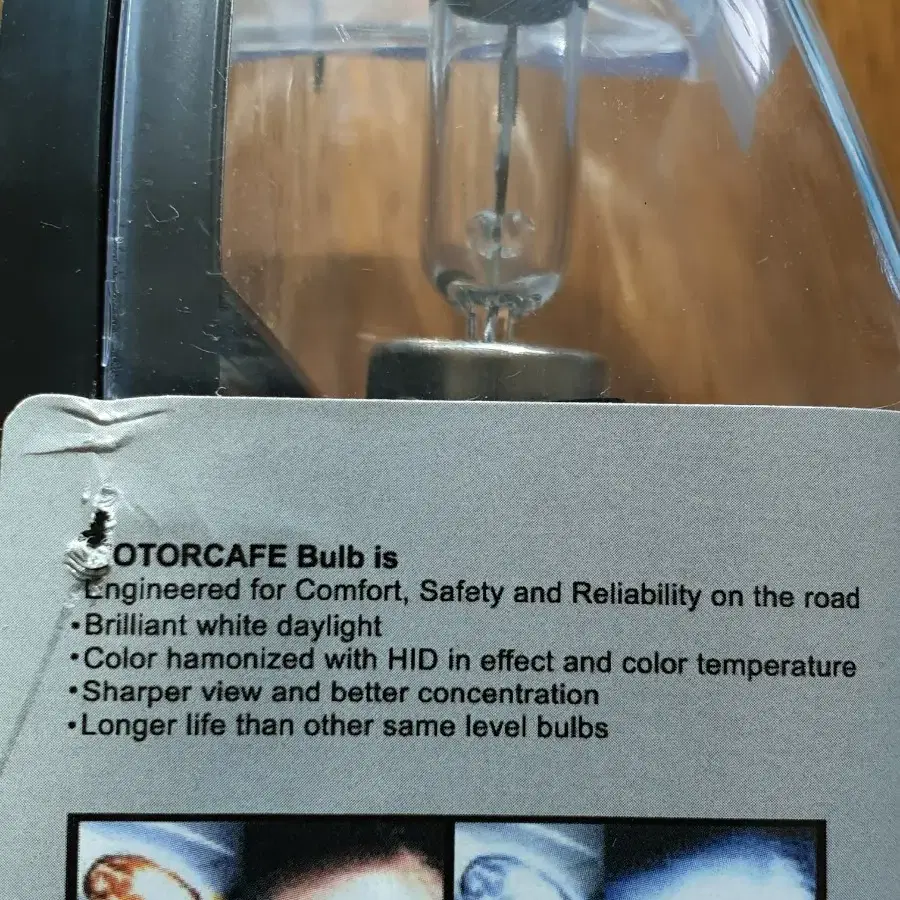 OTORCAFE Bulb is
Engineered for Comfort, Safety and Reliability on the road
•Brilliant white daylight
•Color hamonized with HID in effect and color temperature
•Sharper view and better concentration
•Longer life than other same level bulbs